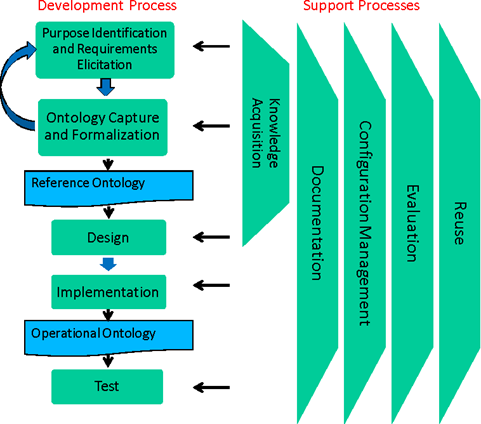 Development Process
Support Processes
Purpose Identification
and Requirements
Elicitation
Ontology Capture
and Formalization
Reference Ontology
Design
Implementation
Operational Ontology
Test
Knowledge
Acquisition
Documentation
Configuration Management
Evaluation
Reuse